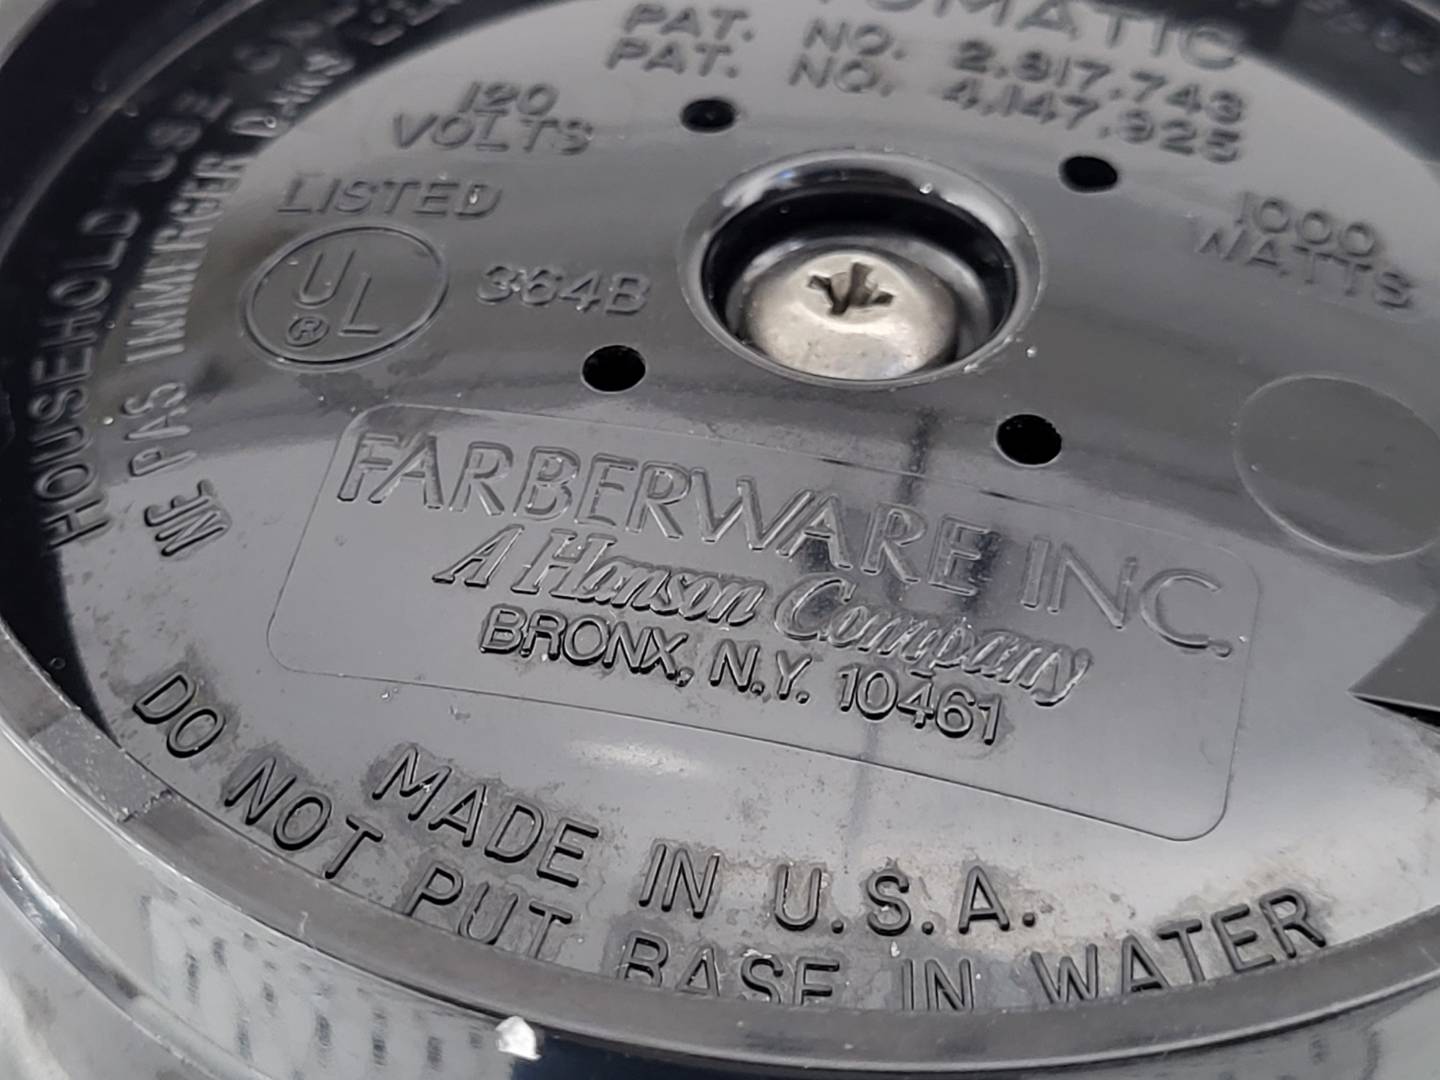 PAT. NO. 2,817,743
PAT. NO. 4,147,925
120
VOLTS
1000
WATTS
LISTED
UL
®
364B
HOUSEHOLD USE
NE PAS IMMERGER DANS
FARBERWARE INC.
A Hanson Company
BRONX, N.Y. 10461
MADE IN U.S.A.
DO NOT PUT BASE IN WATER